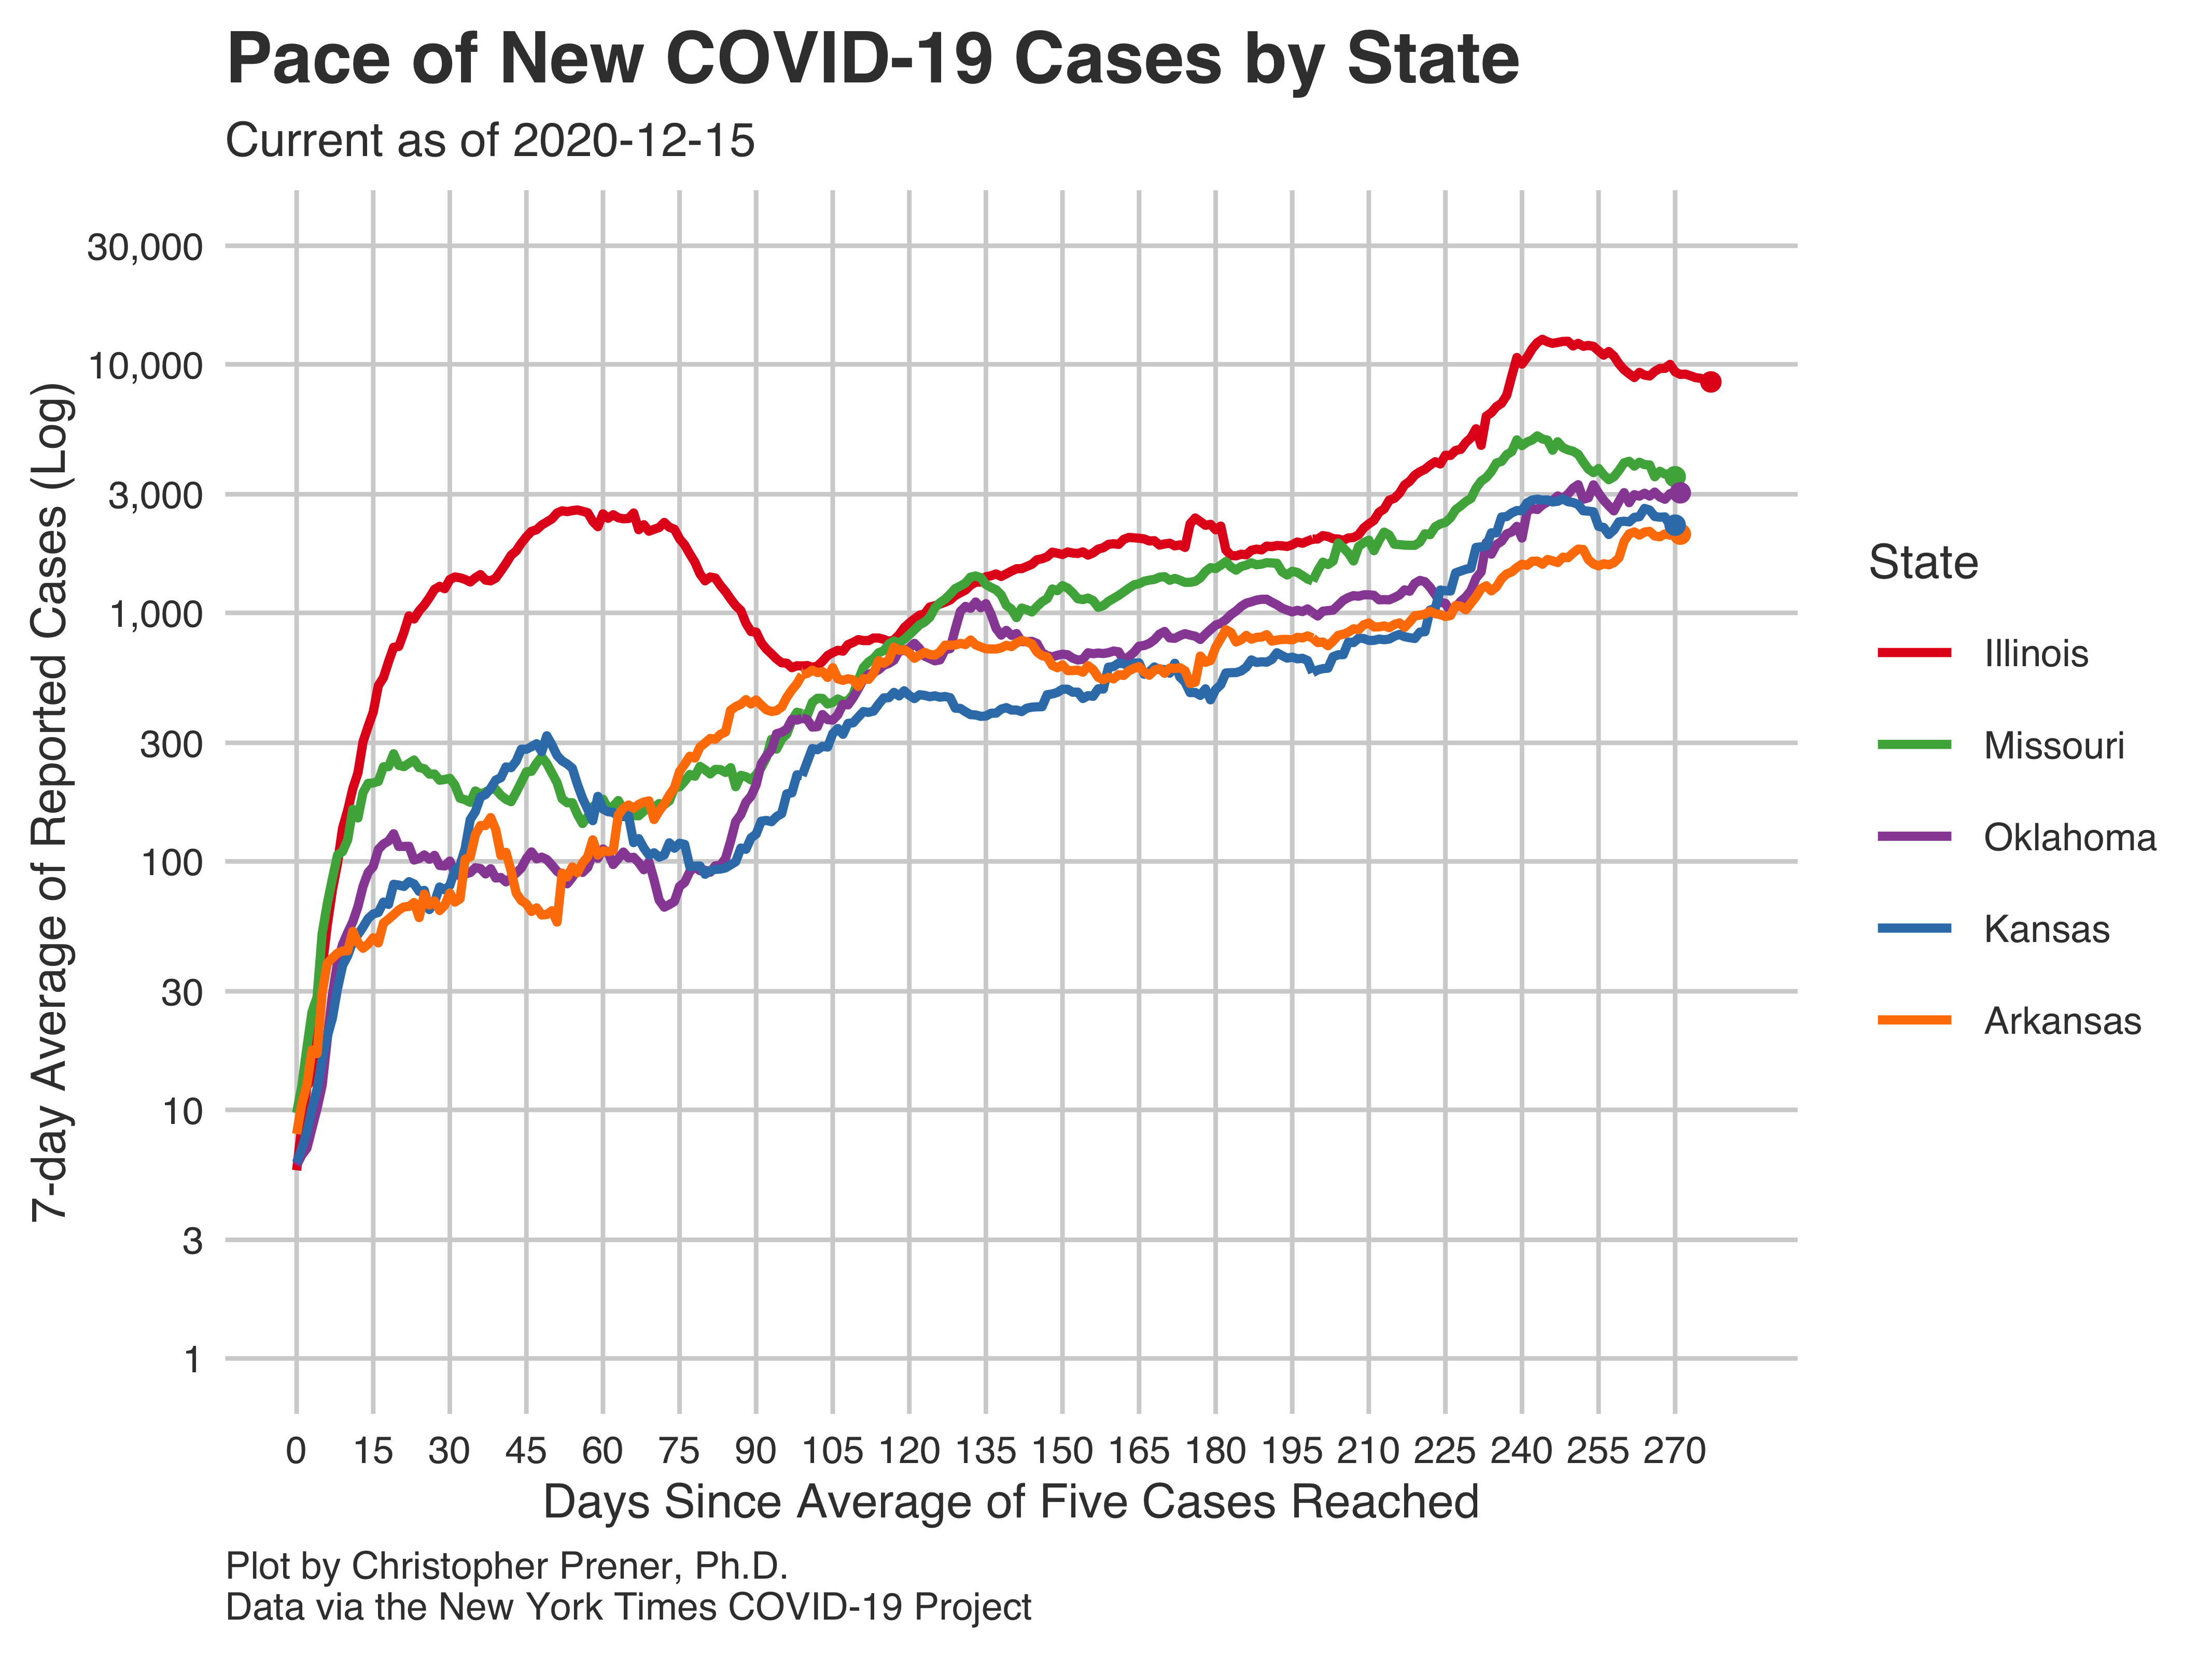 Pace of New COVID-19 Cases by State
Current as of 2020-12-15
7-day Average of Reported Cases (Log)
30,000
10,000
3,000
1,000
300
100
30
10
3
1
0 15 30 45 60 75 90 105 120 135 150 165 180 195 210 225 240 255 270
Days Since Average of Five Cases Reached
State
Illinois
Missouri
Oklahoma
Kansas
Arkansas
Plot by Christopher Prener, Ph.D.
Data via the New York Times COVID-19 Project